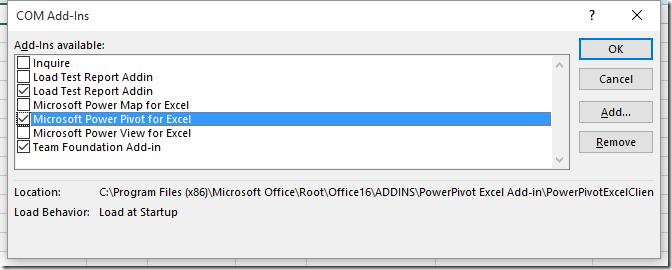 COM Add-Ins
?
Add-Ins available:
Inquire
Load Test Report Addin
Load Test Report Addin
Microsoft Power Map for Excel
Microsoft Power Pivot for Excel
Microsoft Power View for Excel
Team Foundation Add-in
OK
Cancel
Add...
Remove
Location: C:\Program Files (x86)\Microsoft Office\Root\Office16\ADDINS\PowerPivot Excel Add-in\PowerPivotExcelClien
Load Behavior: Load at Startup